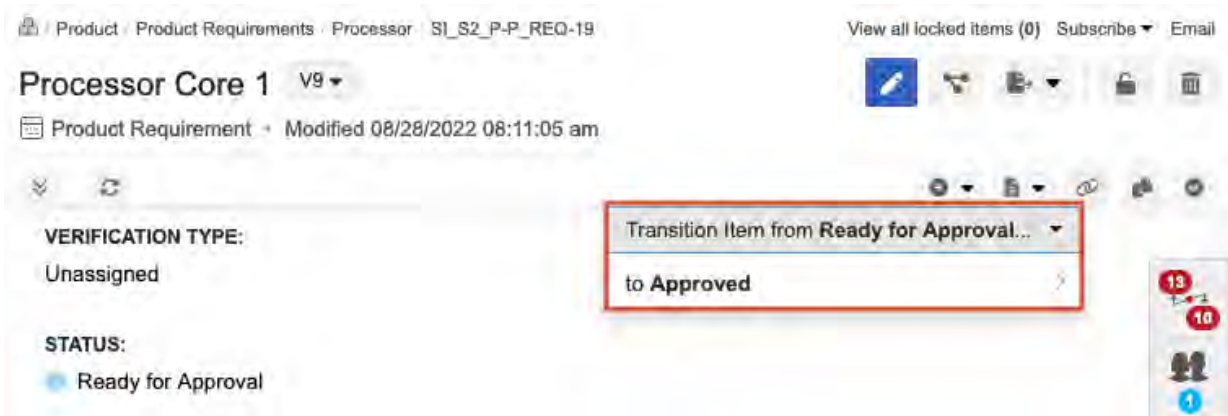 / Product / Product Requirements / Processor / SI_S2_P-P_REQ-19
View all locked items (0) Subscribe Email
Processor Core 1 V9
Product Requirement • Modified 08/28/2022 08:11:05 am
Transition Item from Ready for Approval...
to Approved
VERIFICATION TYPE:
Unassigned
STATUS:
Ready for Approval
13
10
1